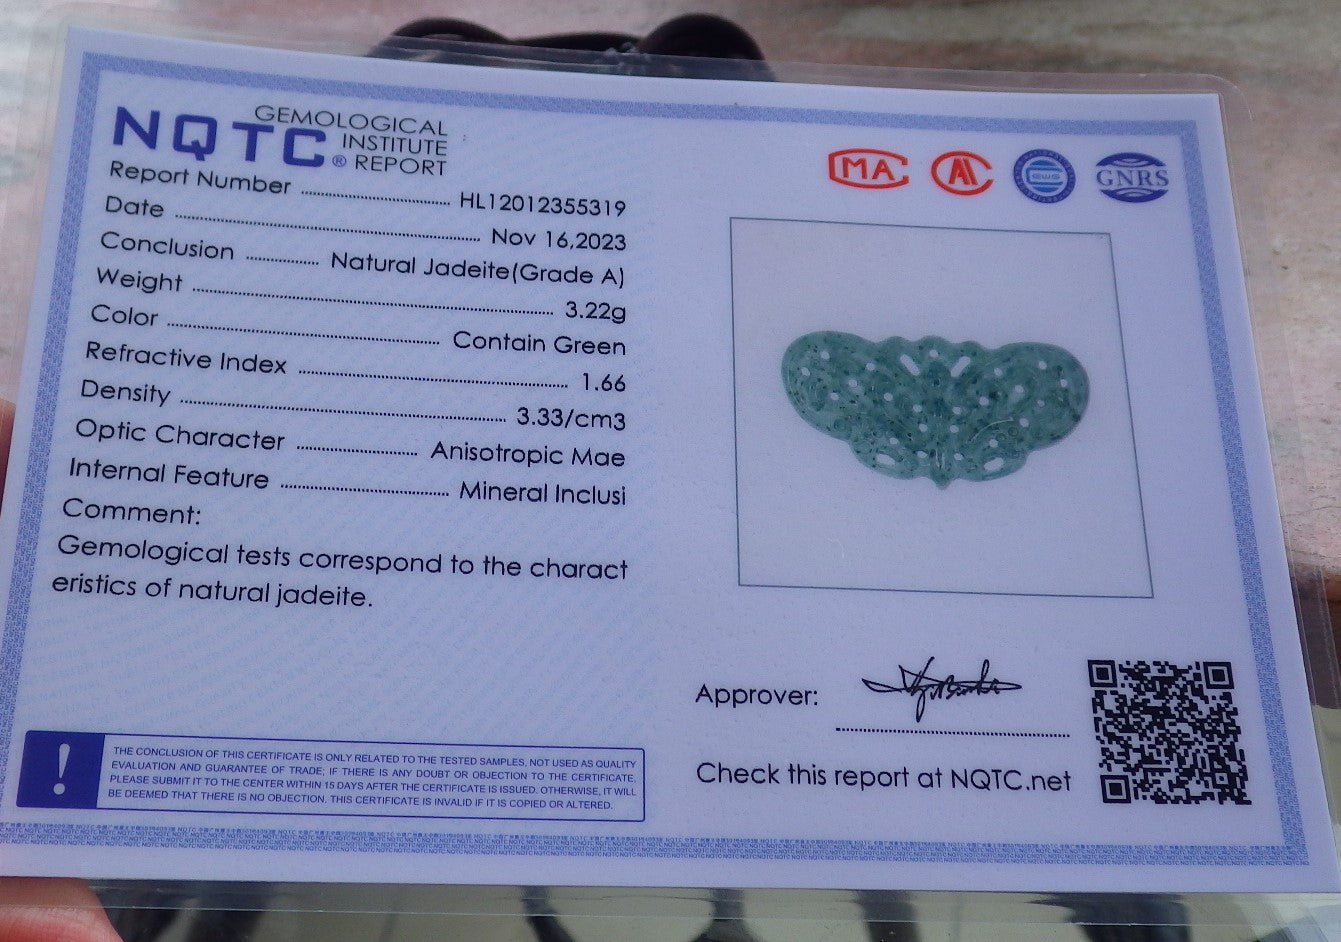 NQTC® GEMOLOGICAL INSTITUTE REPORT
Report Number HL12012355319
Date Nov 16,2023
Conclusion Natural Jadeite(Grade A)
Weight 3.22g
Color Contain Green
Refractive Index 1.66
Density 3.33/cm3
Optic Character Anisotropic Mae
Internal Feature Mineral Inclusi
Comment:
Gemological tests correspond to the charact
eristics of natural jadeite.
!
THE CONCLUSION OF THIS CERTIFICATE IS ONLY RELATED TO THE TESTED SAMPLES, NOT USED AS QUALITY
EVALUATION AND GUARANTEE OF TRADE; IF THERE IS ANY DOUBT OR OBJECTION TO THE CERTIFICATE,
PLEASE SUBMIT IT TO THE CENTER WITHIN 15 DAYS AFTER THE CERTIFICATE IS ISSUED. OTHERWISE, IT WILL
BE DEEMED THAT THERE IS NO OBJECTION. THIS CERTIFICATE IS INVALID IF IT IS COPIED OR ALTERED.
MA
GNRS
Approver:
Check this report at NQTC.net